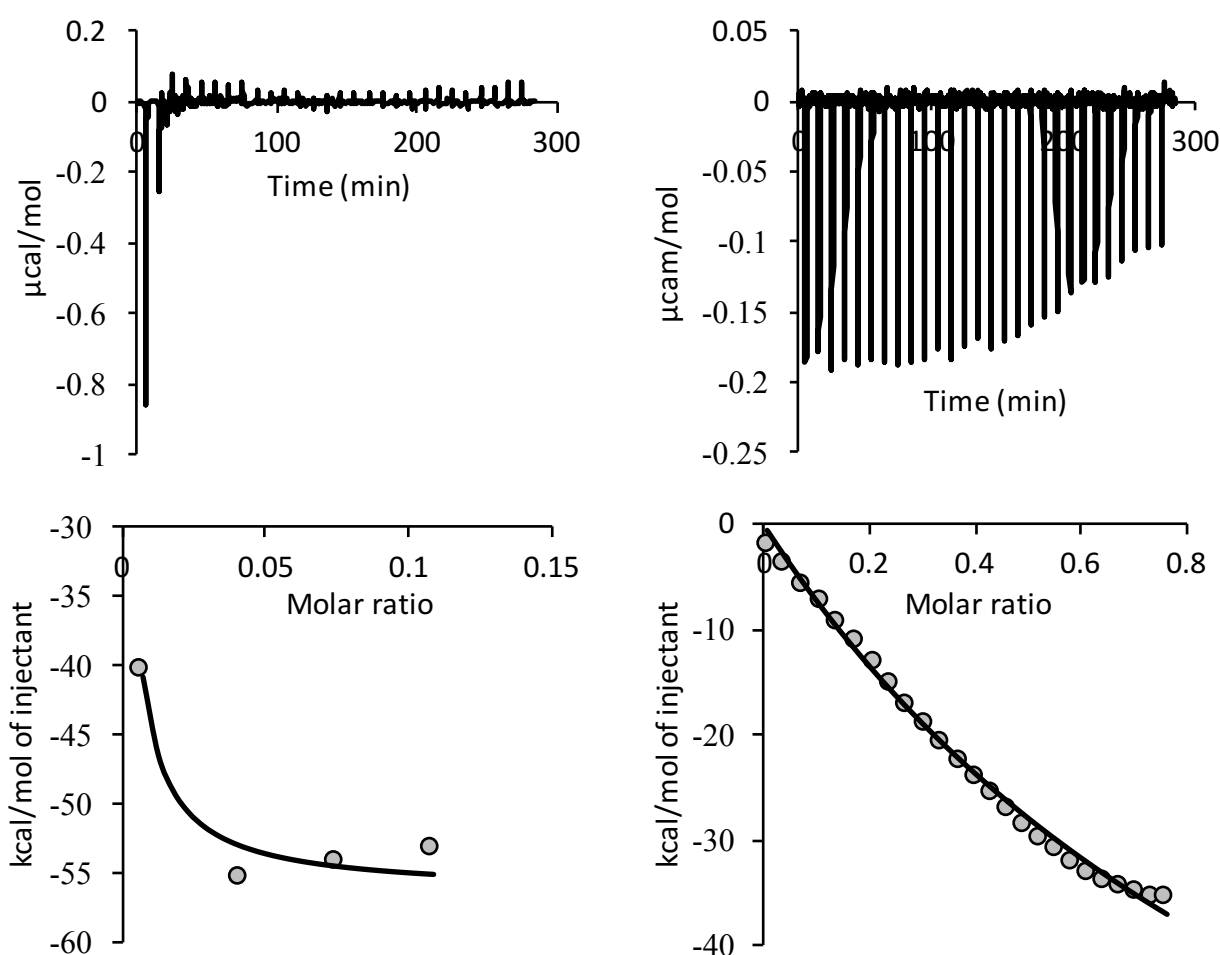 0.2
0
-0.2
-0.4
-0.6
-0.8
-1
0 100 200 300
Time (min)
µcal/mol
0.05
0
-0.05
-0.1
-0.15
-0.2
-0.25
0 100 200 300
Time (min)
µcam/mol
-30
-35
-40
-45
-50
-55
-60
0 0.05 0.1 0.15
Molar ratio
kcal/mol of injectant
0
-10
-20
-30
-40
0 0.2 0.4 0.6 0.8
Molar ratio
kcal/mol of injectant